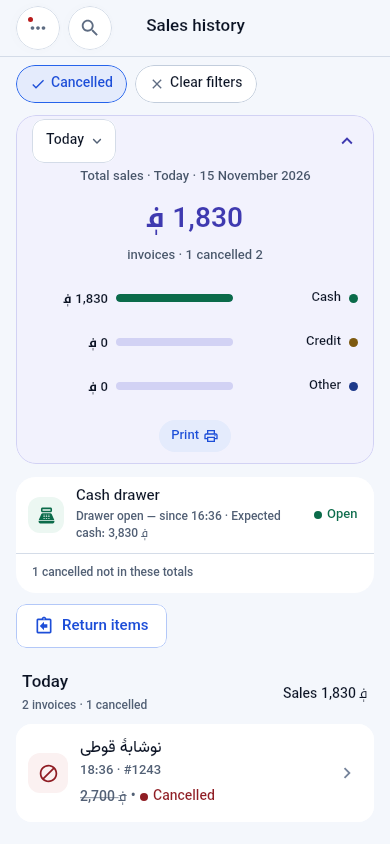 Sales history
Cancelled
Clear filters
Today
Total sales · Today · 15 November 2026
؋ 1,830
invoices · 1 cancelled 2
؋ 1,830
Cash
؋ 0
Credit
؋ 0
Other
Print
Cash drawer
Drawer open — since 16:36 · Expected
cash: 3,830 ؋
Open
1 cancelled not in these totals
Return items
Today
2 invoices · 1 cancelled
Sales 1,830 ؋
نوشابهٔ قوطی
18:36 · #1243
2,700 ؋ • Cancelled